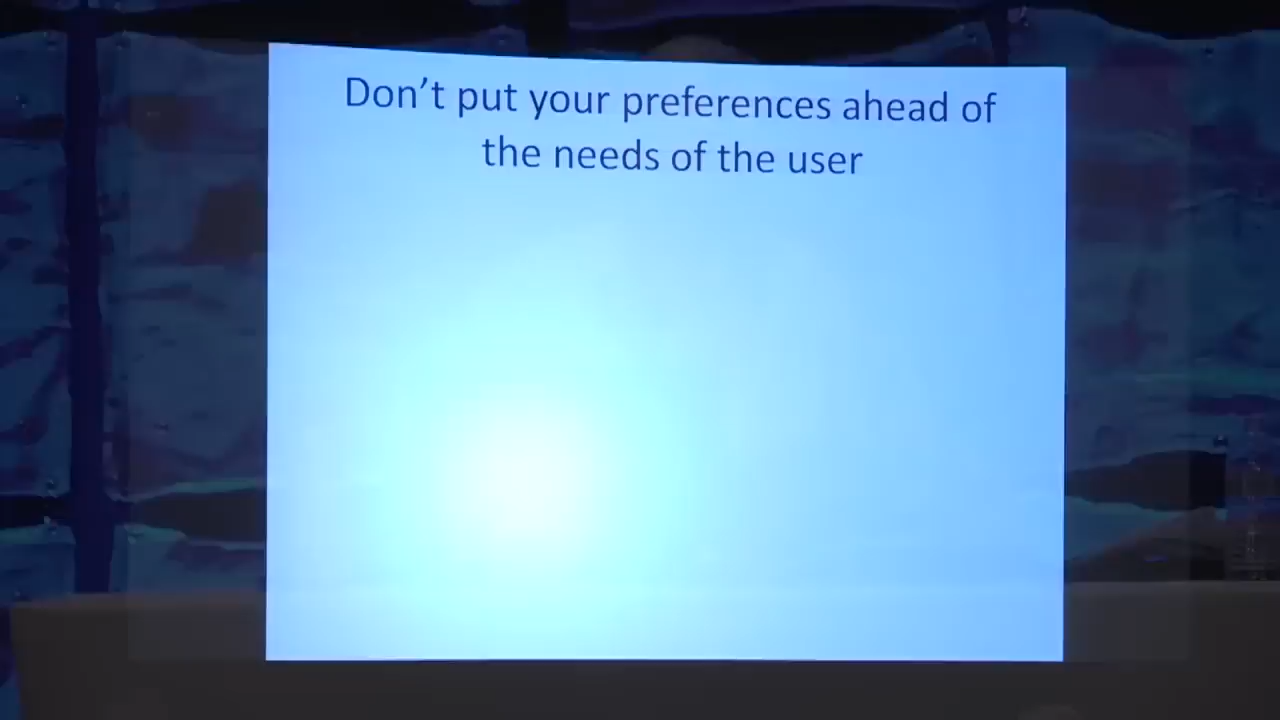 Don’t put your preferences ahead of
the needs of the user